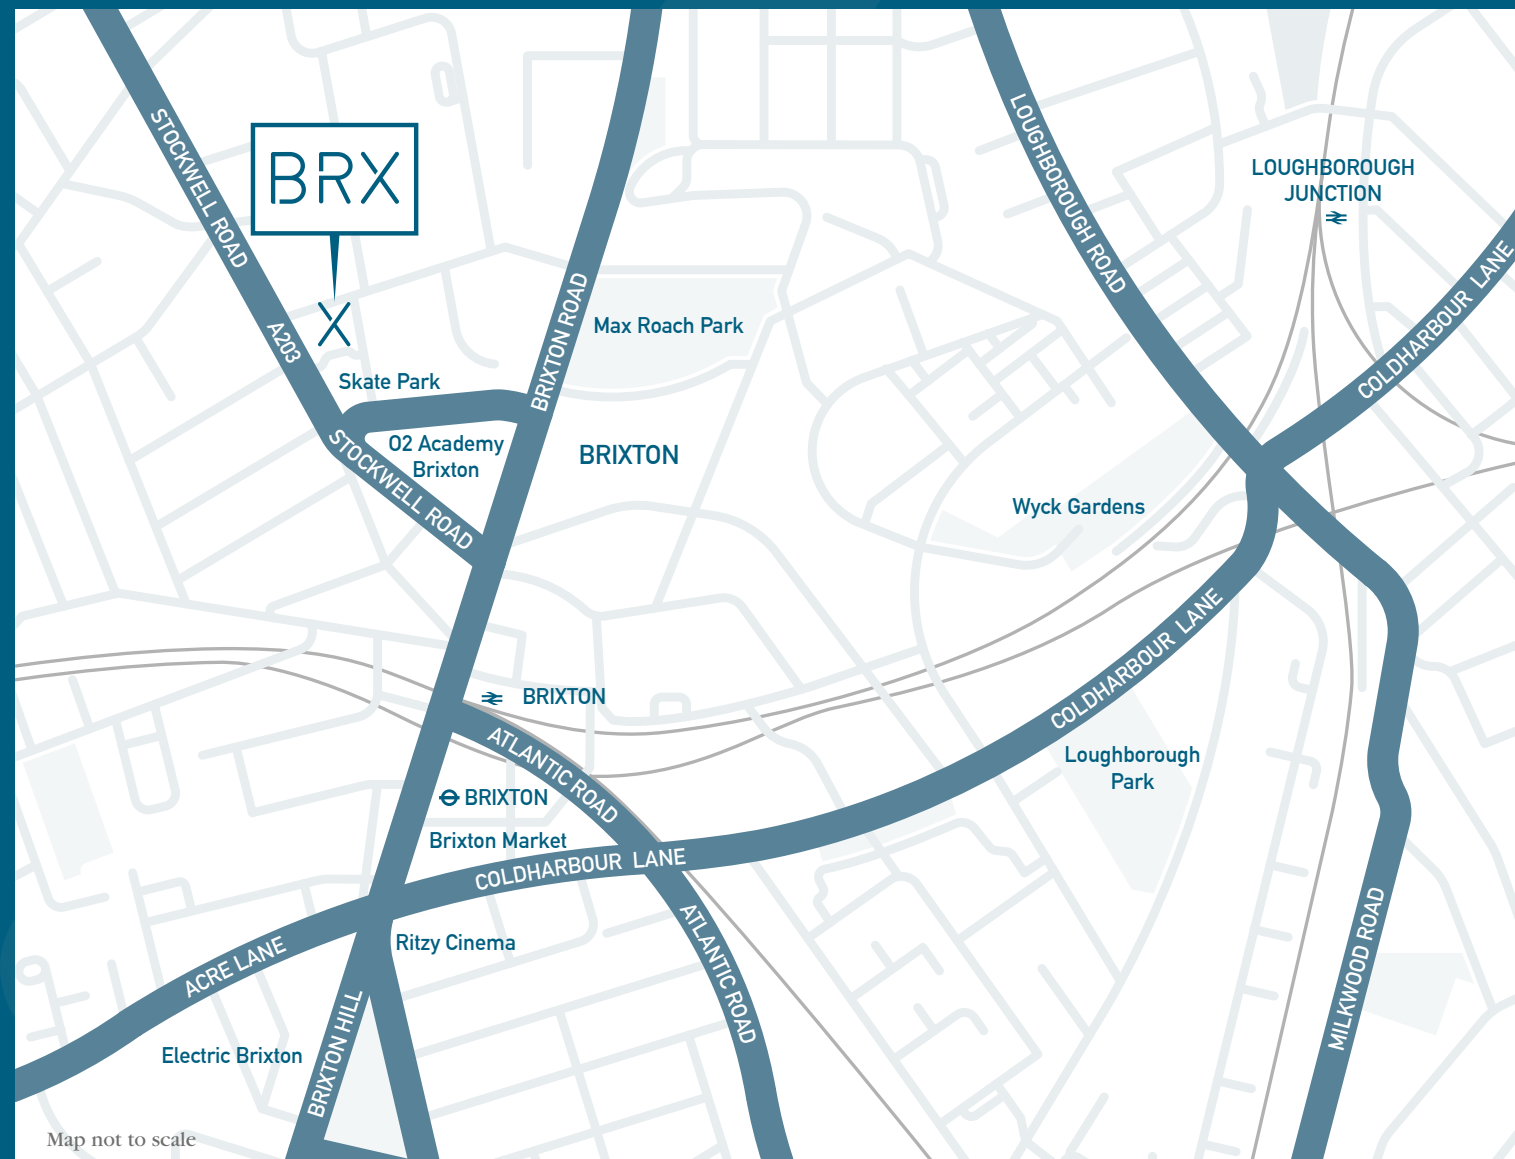 STOCKWELL ROAD
BRX
LOUGHBOROUGH ROAD
LOUGHBOROUGH
JUNCTION
COLDHARBOUR LANE
BRIXTON ROAD
Max Roach Park
A203
X
Skate Park
O2 Academy
Brixton
BRIXTON
STOCKWELL ROAD
Wyck Gardens
COLDHARBOUR LANE
BRIXTON
ATLANTIC ROAD
Loughborough
Park
BRIXTON
Brixton Market
COLDHARBOUR LANE
ATLANTIC ROAD
Ritzy Cinema
ACRE LANE
MILKWOOD ROAD
BRIXTON HILL
Electric Brixton
Map not to scale